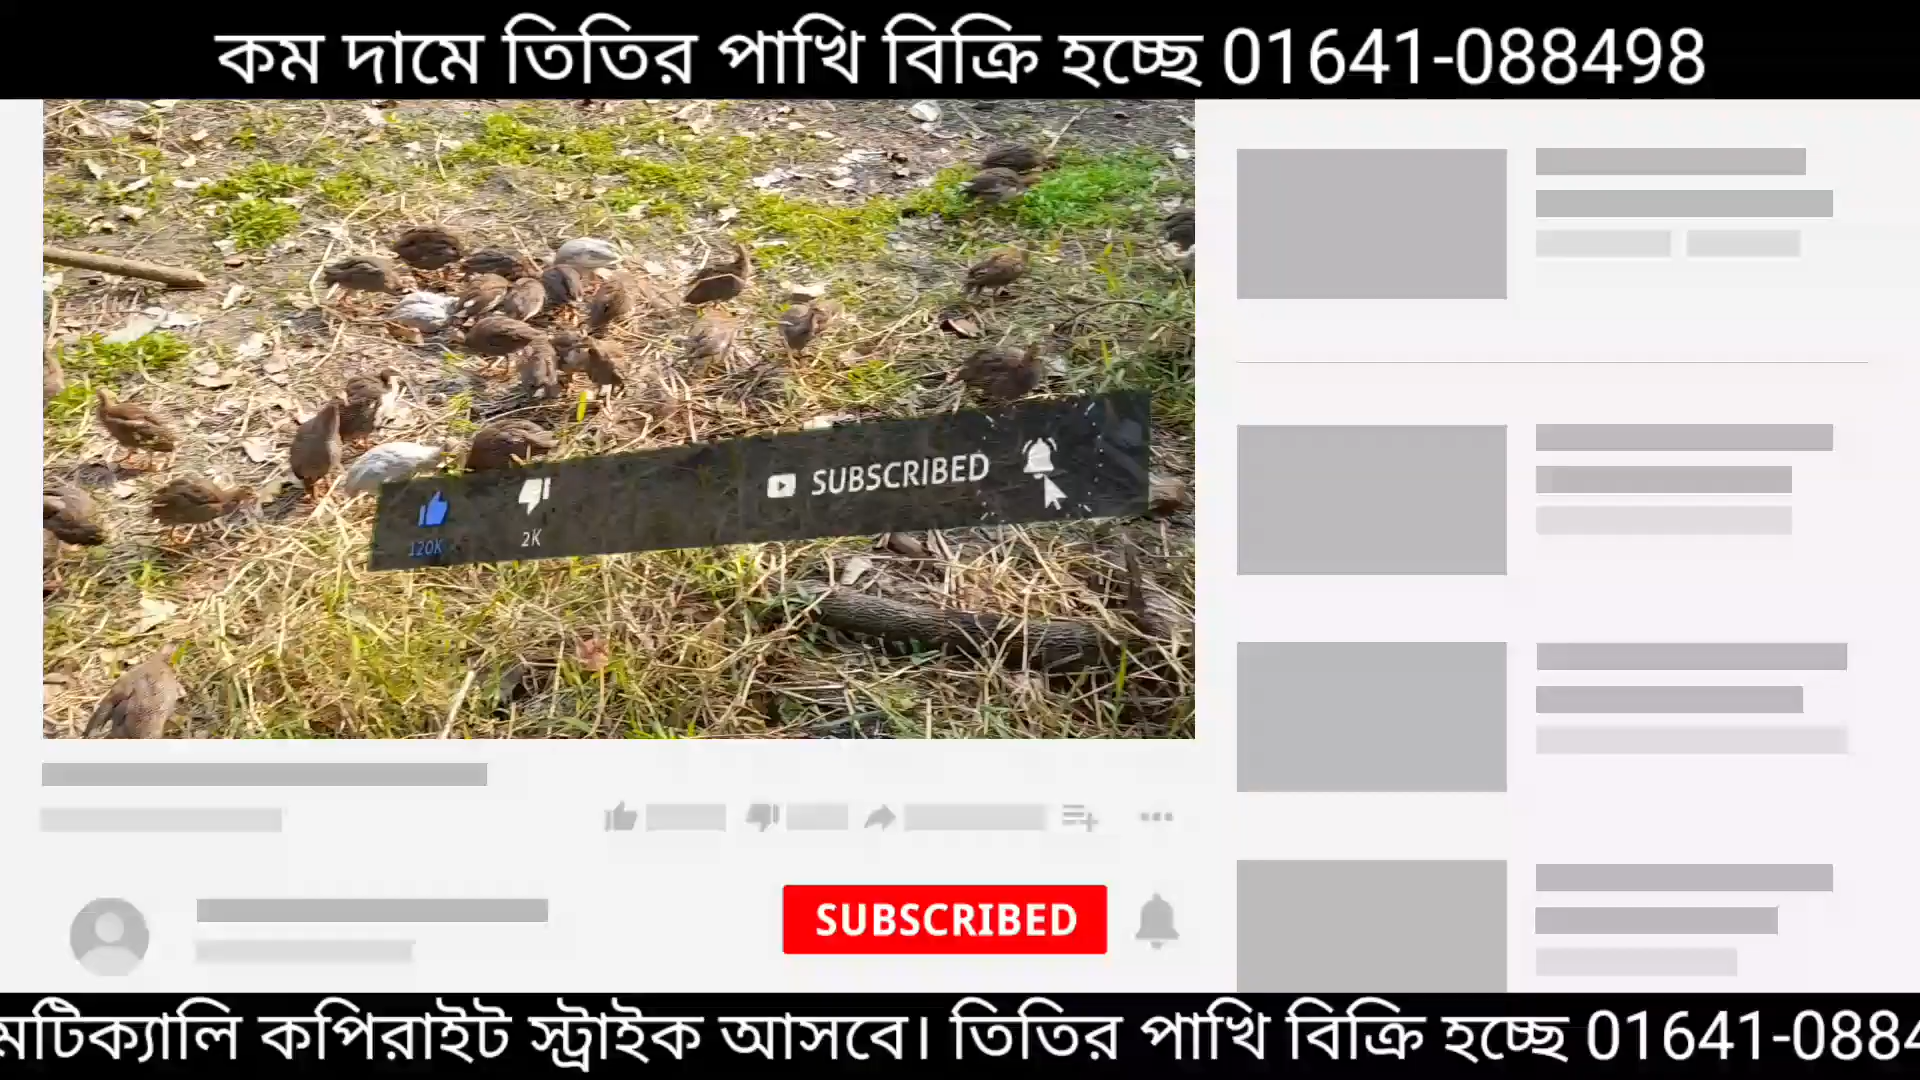 কম দামে তিতির পাখি বিক্রি হচ্ছে 01641-088498
SUBSCRIBED
120K
2K
SUBSCRIBED
মটিক্যালি কপিরাইট স্ট্রাইক আসবে। তিতির পাখি বিক্রি হচ্ছে 01641-0884